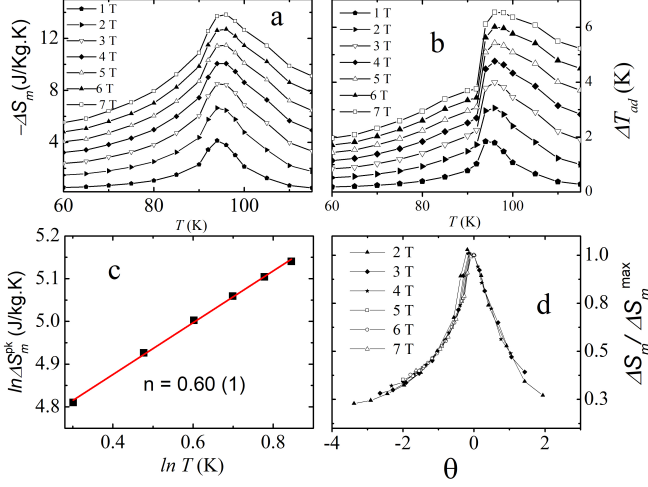 a
−ΔS_m (J/Kg.K)
12
8
4
1 T
2 T
3 T
4 T
5 T
6 T
7 T
60 80 100
T (K)
b
1 T
2 T
3 T
4 T
5 T
6 T
7 T
6
4
2
0
ΔT_ad (K)
60 80 100
T (K)
c
lnΔS_m^pk (J/kg.K)
5.2
5.1
5.0
4.9
4.8
n = 0.60 (1)
0.4 0.6 0.8
ln T (K)
d
2 T
3 T
4 T
5 T
6 T
7 T
1.0
0.8
0.5
0.3
ΔS_m/ ΔS_m^max
-4 -2 0 2 4
θ